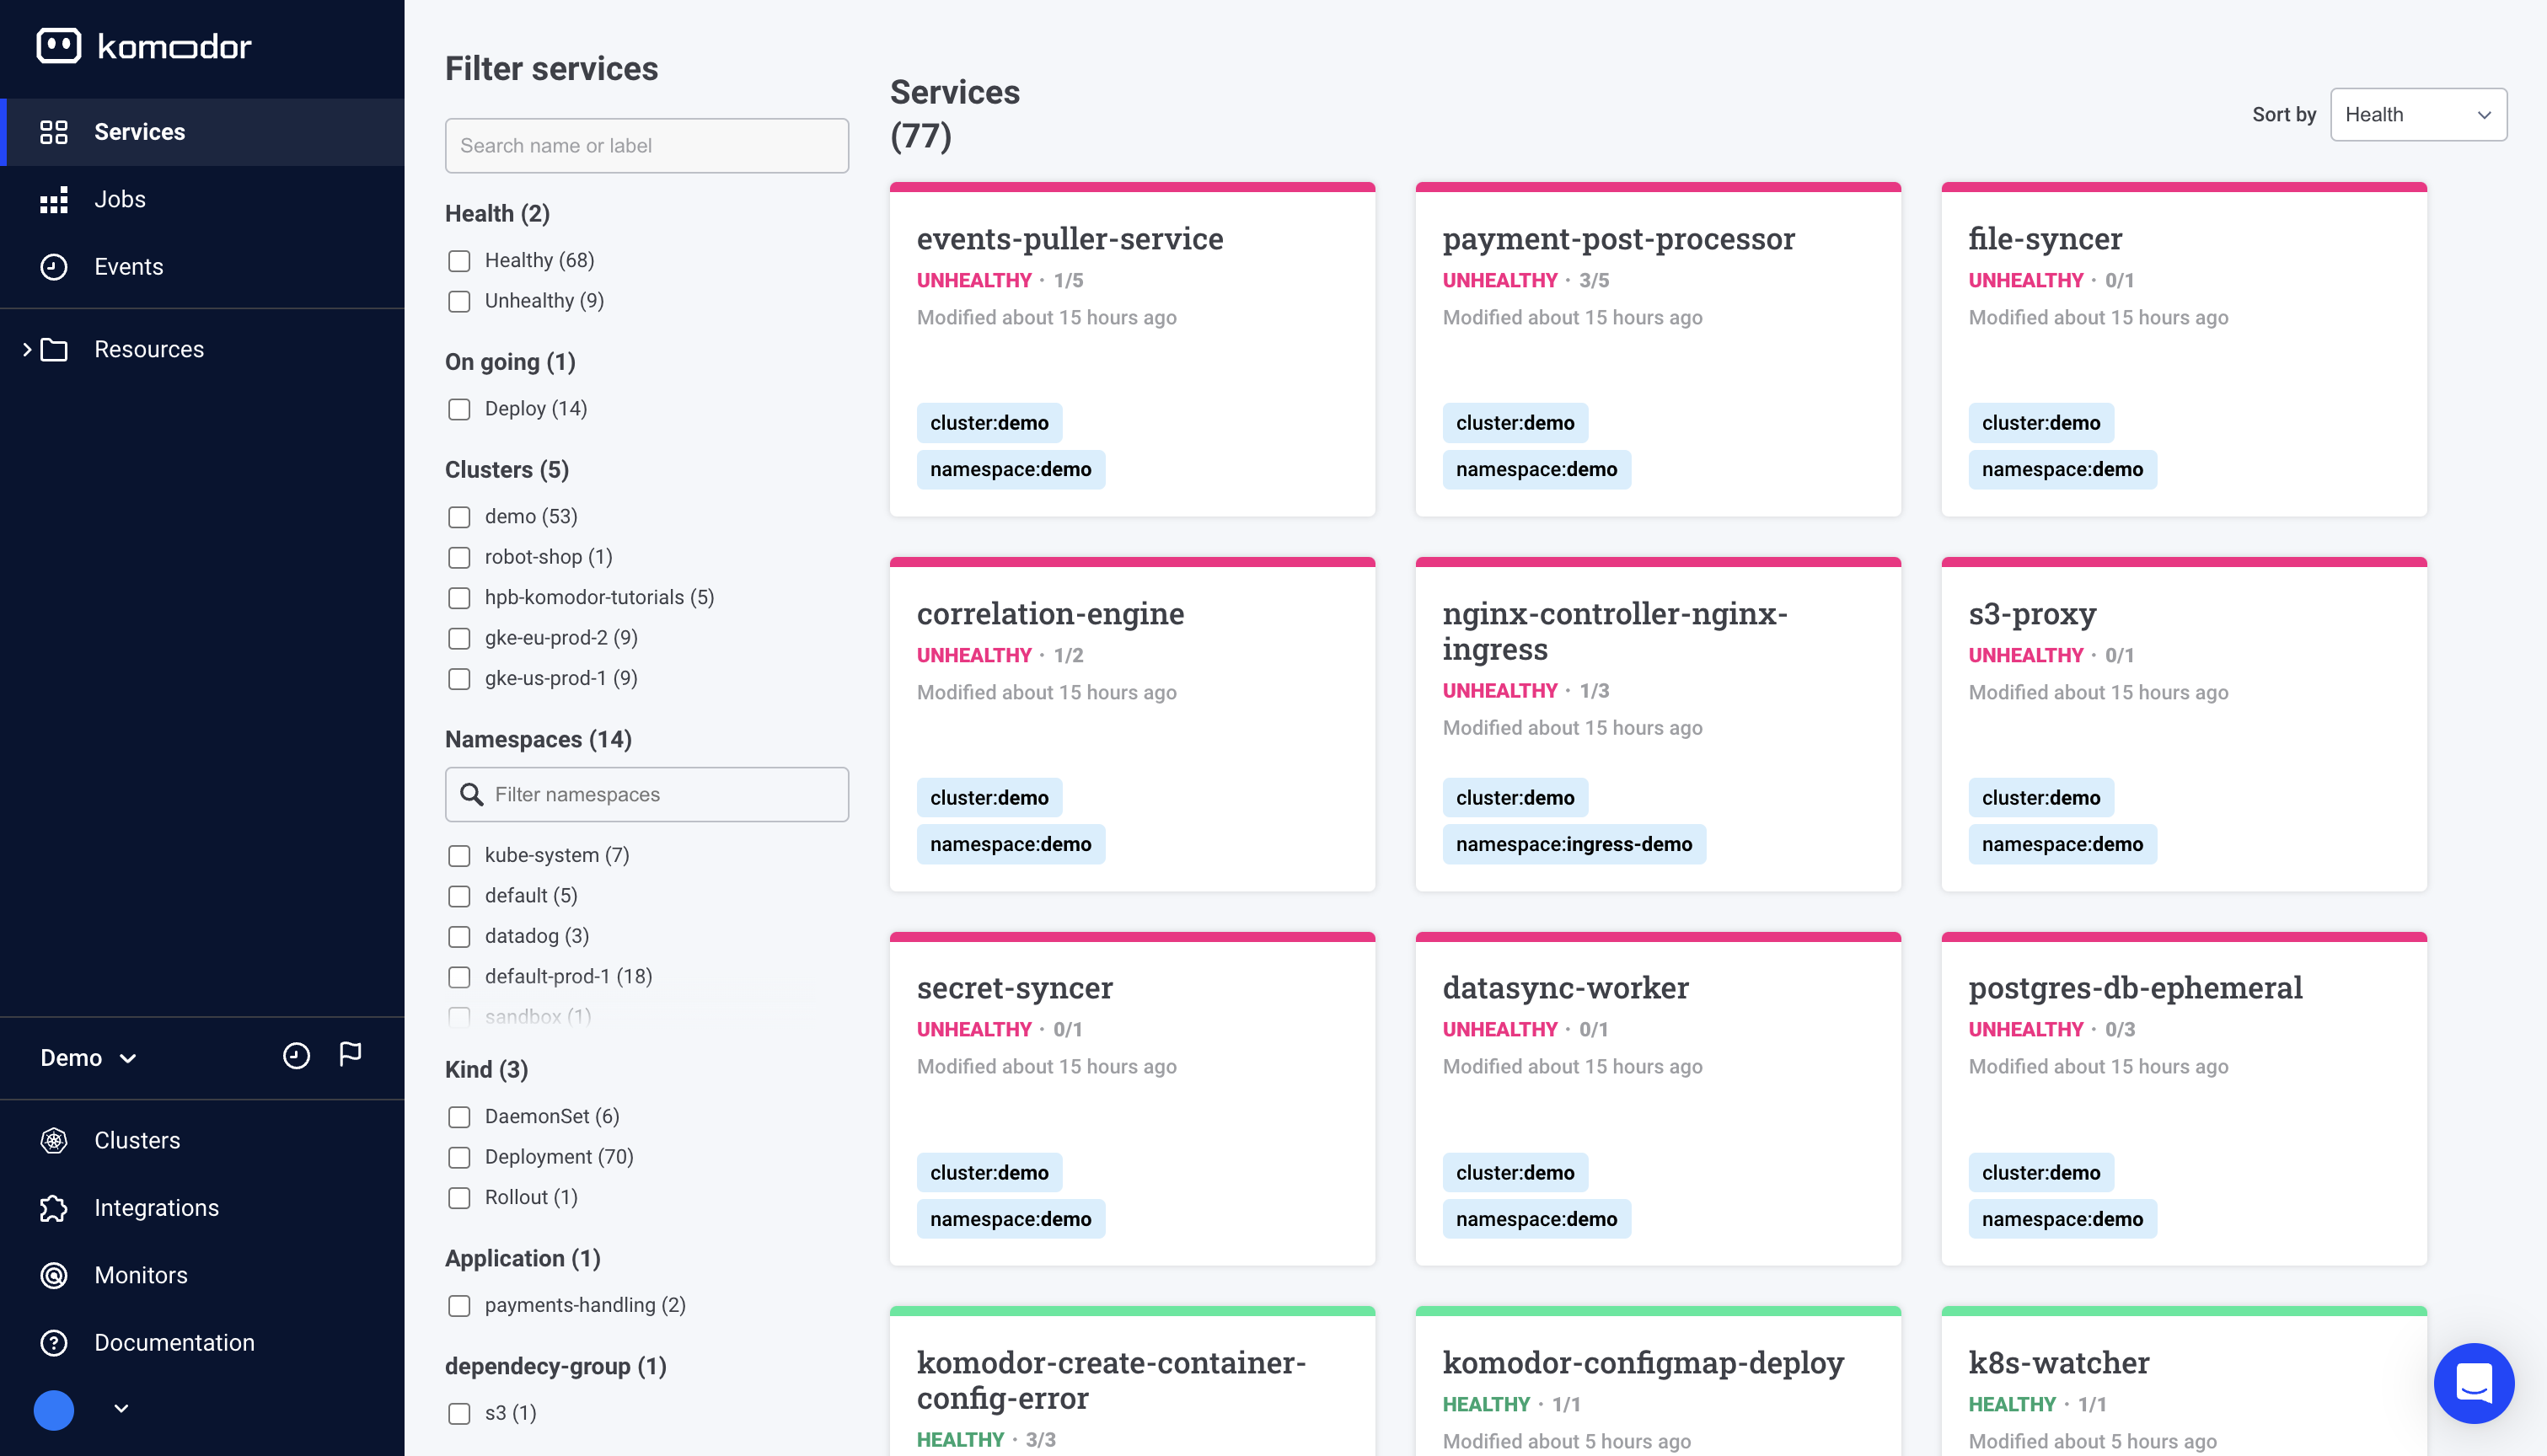 komodor
Services
Jobs
Events
Resources
Demo
Clusters
Integrations
Monitors
Documentation
Filter services
Search name or label
Health (2)
Healthy (68)
Unhealthy (9)
On going (1)
Deploy (14)
Clusters (5)
demo (53)
robot-shop (1)
hpb-komodor-tutorials (5)
gke-eu-prod-2 (9)
gke-us-prod-1 (9)
Namespaces (14)
Filter namespaces
kube-system (7)
default (5)
datadog (3)
default-prod-1 (18)
sandbox (1)
Kind (3)
DaemonSet (6)
Deployment (70)
Rollout (1)
Application (1)
payments-handling (2)
dependecy-group (1)
s3 (1)
Services
(77)
Sort by
Health
events-puller-service
UNHEALTHY · 1/5
Modified about 15 hours ago
cluster:demo
namespace:demo
payment-post-processor
UNHEALTHY · 3/5
Modified about 15 hours ago
cluster:demo
namespace:demo
file-syncer
UNHEALTHY · 0/1
Modified about 15 hours ago
cluster:demo
namespace:demo
correlation-engine
UNHEALTHY · 1/2
Modified about 15 hours ago
cluster:demo
namespace:demo
nginx-controller-nginx-
ingress
UNHEALTHY · 1/3
Modified about 15 hours ago
cluster:demo
namespace:ingress-demo
s3-proxy
UNHEALTHY · 0/1
Modified about 15 hours ago
cluster:demo
namespace:demo
secret-syncer
UNHEALTHY · 0/1
Modified about 15 hours ago
cluster:demo
namespace:demo
datasync-worker
UNHEALTHY · 0/1
Modified about 15 hours ago
cluster:demo
namespace:demo
postgres-db-ephemeral
UNHEALTHY · 0/3
Modified about 15 hours ago
cluster:demo
namespace:demo
komodor-create-container-
config-error
HEALTHY · 3/3
komodor-configmap-deploy
HEALTHY · 1/1
Modified about 5 hours ago
k8s-watcher
HEALTHY · 1/1
Modified about 5 hours ago